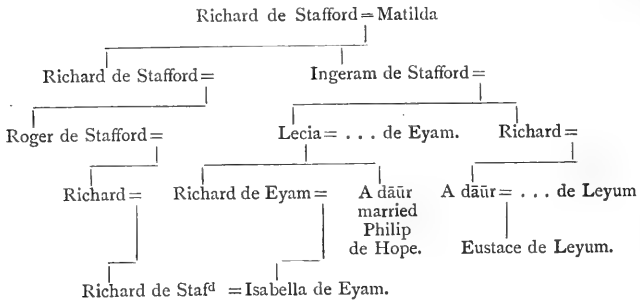 Richard de Stafford = Matilda
Richard de Stafford =
Ingeram de Stafford =
Roger de Stafford =
Lecia = . . . de Eyam.
Richard =
Richard =
Richard de Eyam =
A dāūr
married
Philip
de Hope.
A dāūr = . . . de Leyum
Eustace de Leyum.
Richard de Stafᵈ = Isabella de Eyam.